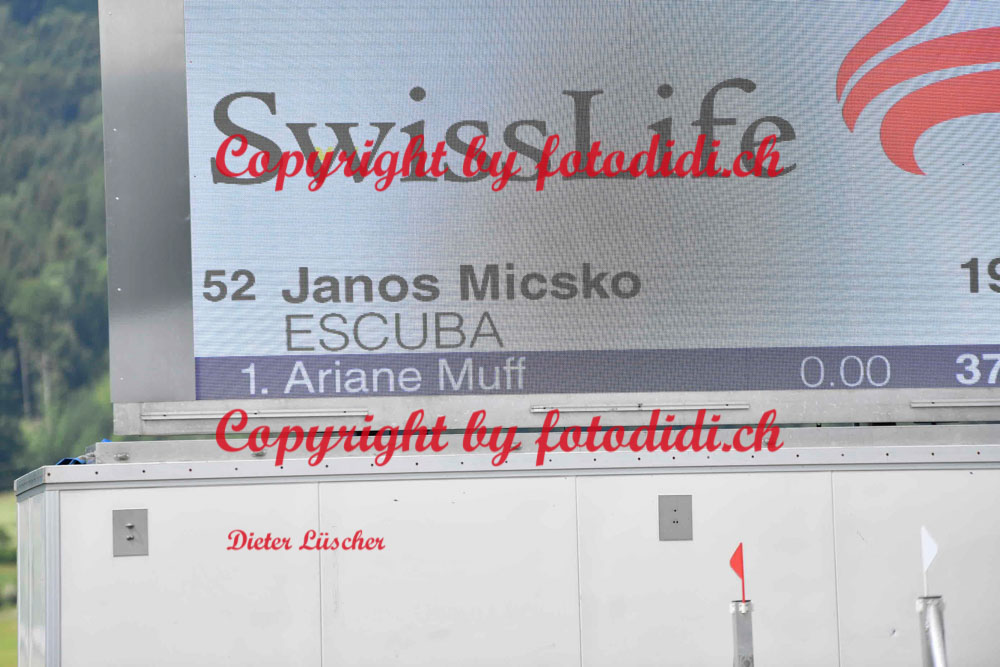 SwissLife
Copyright by fotodidi.ch
52 Janos Micsko 19
ESCUBA
1. Ariane Muff 0.00 37
Copyright by fotodidi.ch
Dieter Lüscher